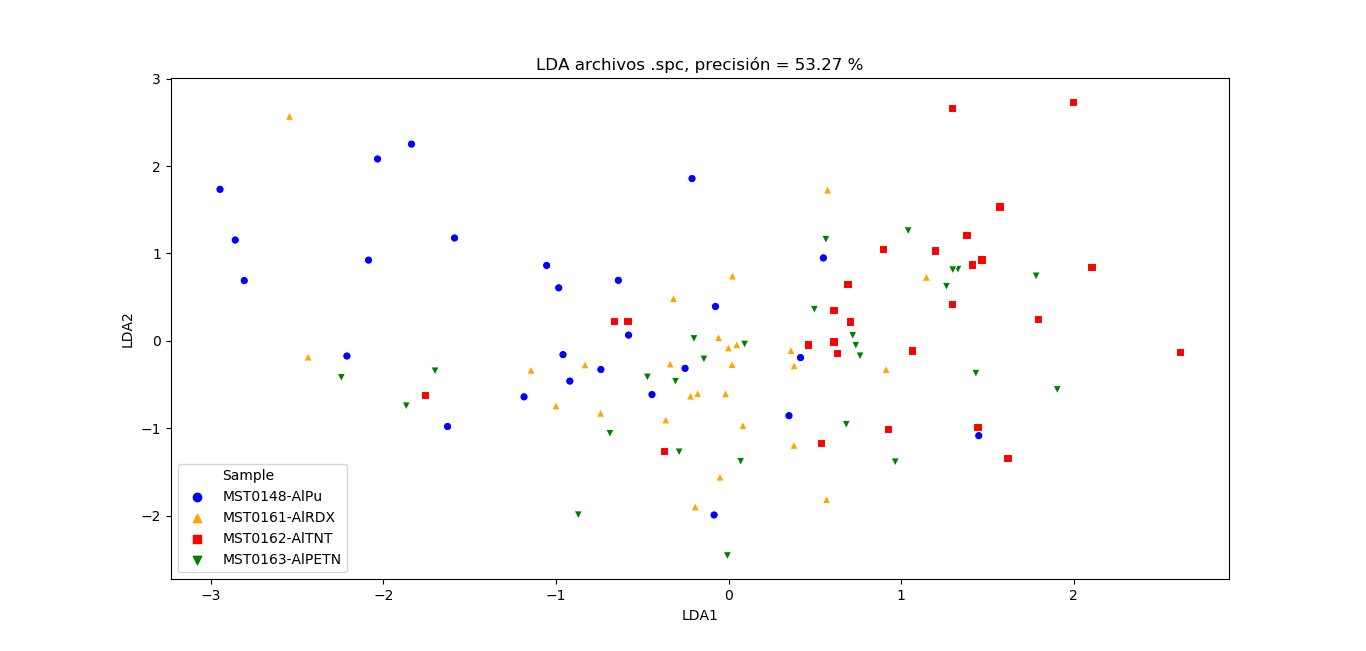 LDA archivos .spc, precisión = 53.27 %
3
2
1
0
−1
−2
LDA2
Sample
MST0148-AlPu
MST0161-AlRDX
MST0162-AlTNT
MST0163-AlPETN
−3 −2 −1 0 1 2
LDA1